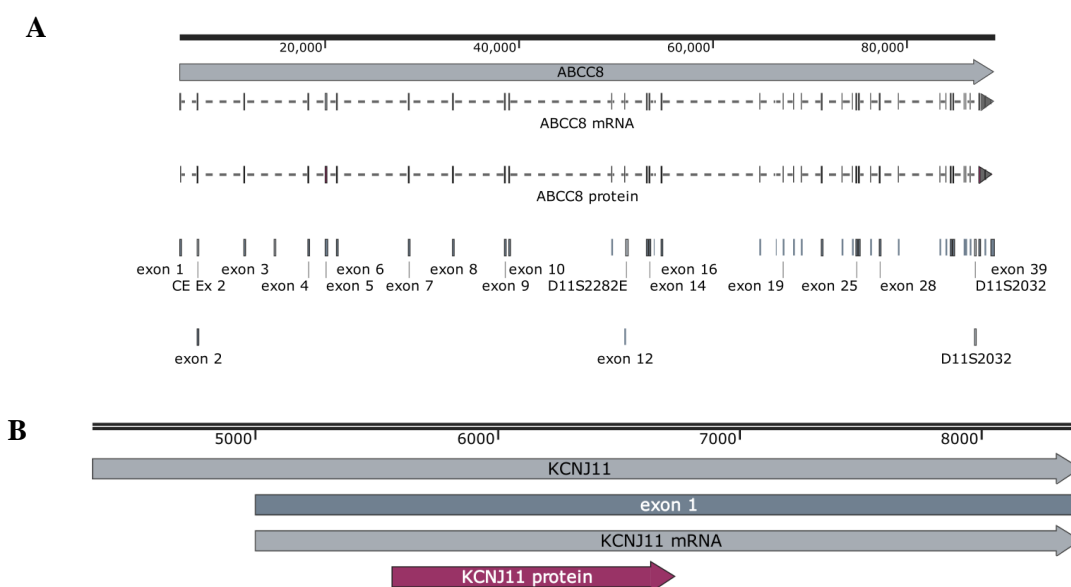 A
20,000 40,000 60,000 80,000
ABCC8
ABCC8 mRNA
ABCC8 protein
exon 1 exon 3 exon 6 exon 8 exon 10 exon 16 exon 39
CE Ex 2 exon 4 exon 5 exon 7 exon 9 D11S2282E exon 14 exon 19 exon 25 exon 28 D11S2032
exon 2 exon 12 D11S2032
B
5000 6000 7000 8000
KCNJ11
exon 1
KCNJ11 mRNA
KCNJ11 protein